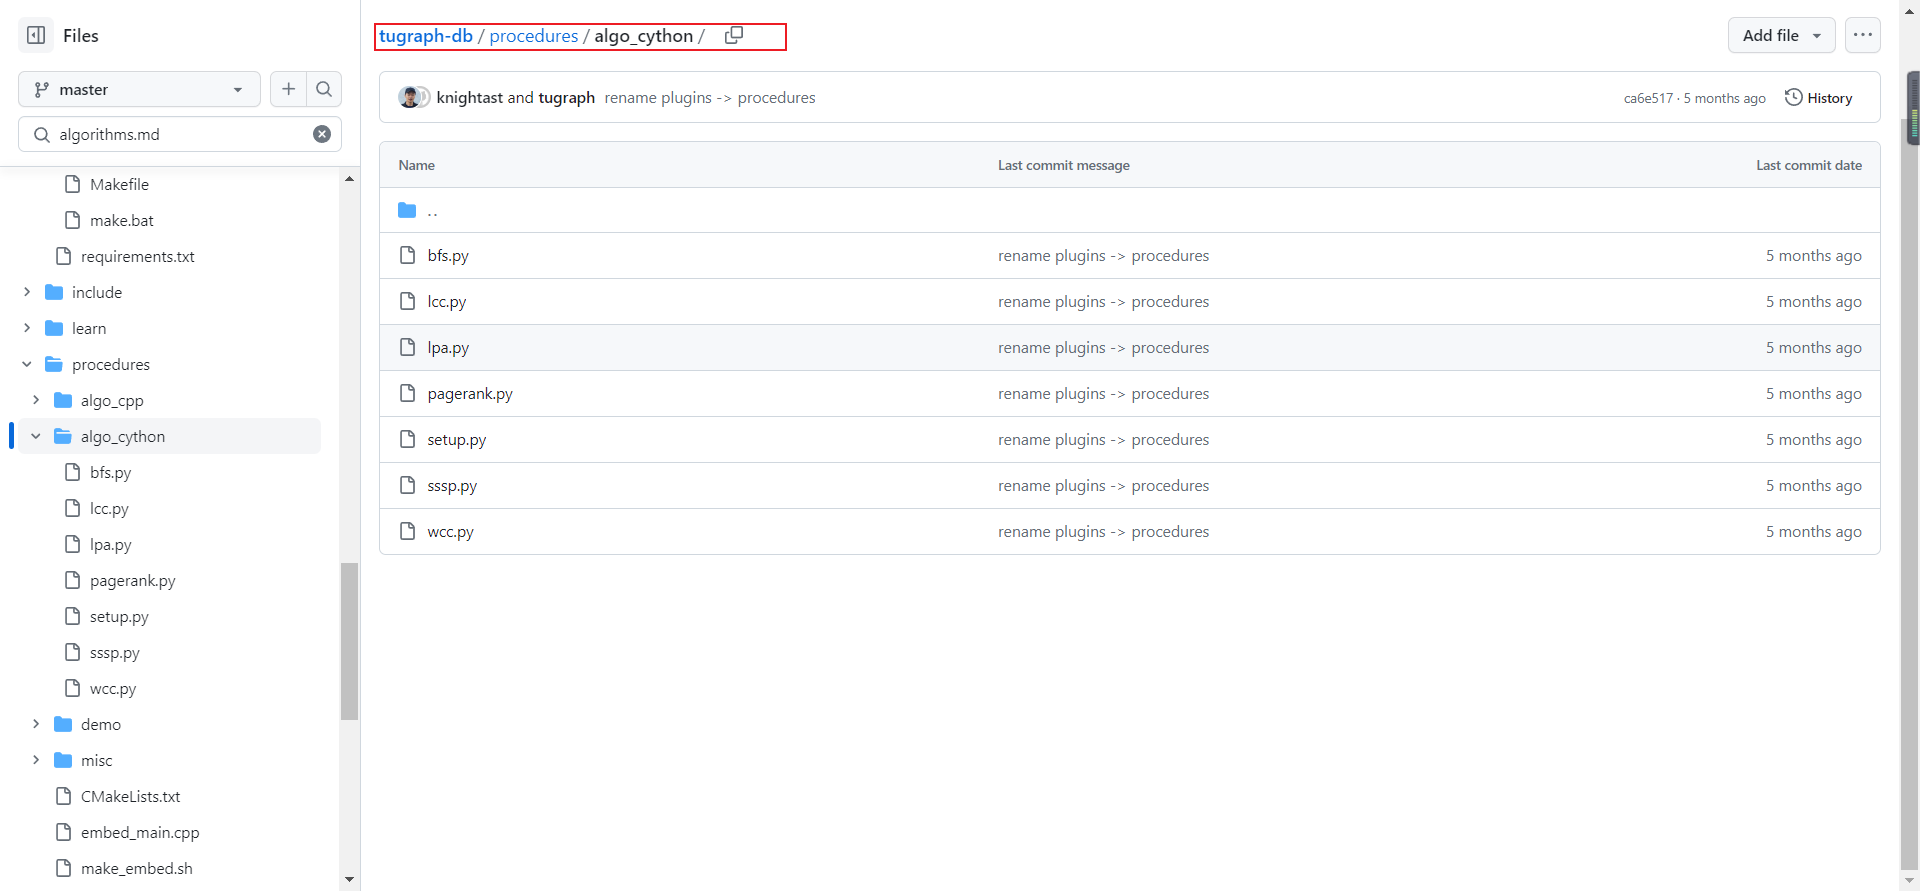 Files
master
algorithms.md
Makefile
make.bat
requirements.txt
include
learn
procedures
algo_cpp
algo_cython
bfs.py
lcc.py
lpa.py
pagerank.py
setup.py
sssp.py
wcc.py
demo
misc
CMakeLists.txt
embed_main.cpp
make_embed.sh
tugraph-db / procedures / algo_cython /
Add file
knightast and tugraph rename plugins -> procedures ca6e517 · 5 months ago History
Name Last commit message Last commit date
..
bfs.py rename plugins -> procedures 5 months ago
lcc.py rename plugins -> procedures 5 months ago
lpa.py rename plugins -> procedures 5 months ago
pagerank.py rename plugins -> procedures 5 months ago
setup.py rename plugins -> procedures 5 months ago
sssp.py rename plugins -> procedures 5 months ago
wcc.py rename plugins -> procedures 5 months ago